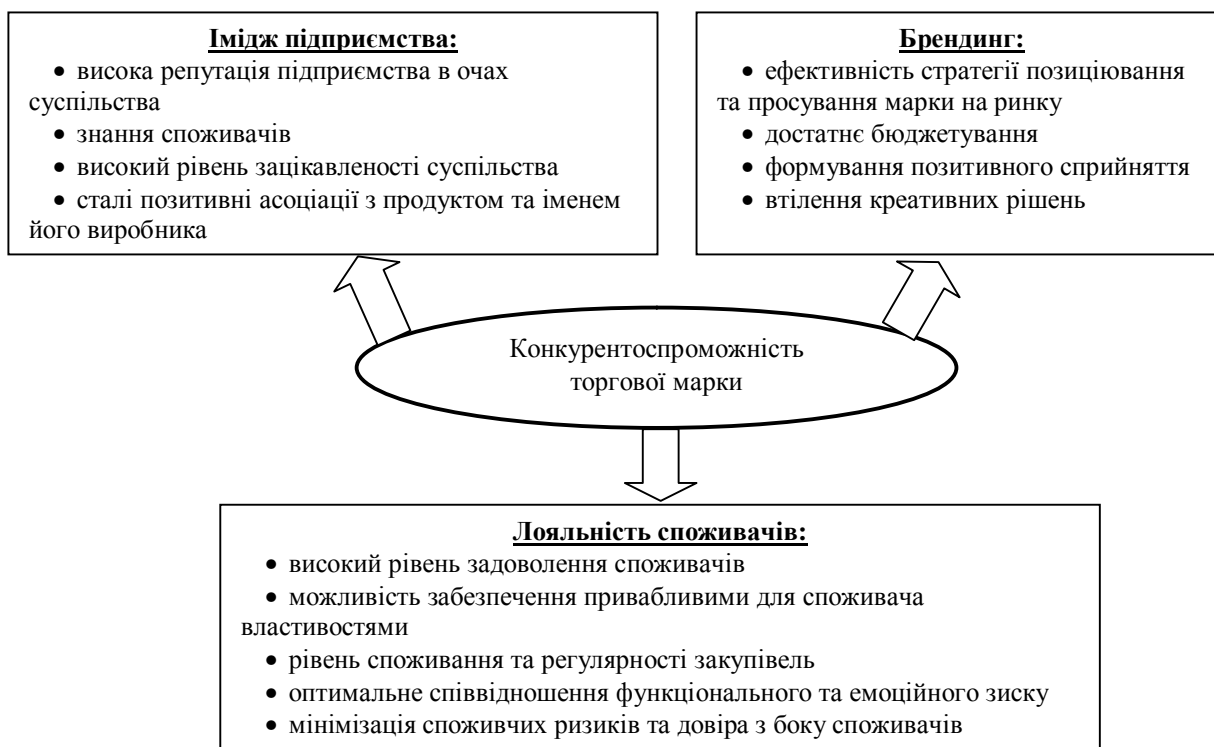 Імідж підприємства:
• висока репутація підприємства в очах
суспільства
• знання споживачів
• високий рівень зацікавленості суспільства
• сталі позитивні асоціації з продуктом та іменем
його виробника
Брендинг:
• ефективність стратегії позиціювання
та просування марки на ринку
• достатнє бюджетування
• формування позитивного сприйняття
• втілення креативних рішень
Конкурентоспроможність
торгової марки
Лояльність споживачів:
• високий рівень задоволення споживачів
• можливість забезпечення привабливими для споживача
властивостями
• рівень споживання та регулярності закупівель
• оптимальне співвідношення функціонального та емоційного зиску
• мінімізація споживчих ризиків та довіра з боку споживачів